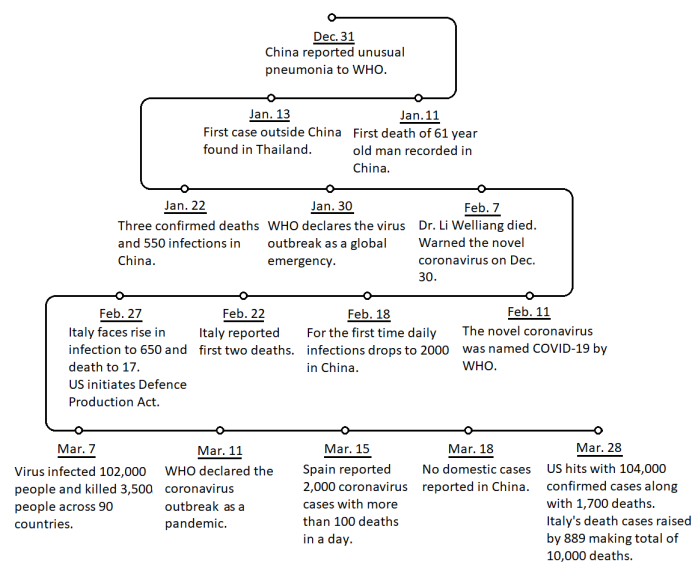 Dec. 31
China reported unusual
pneumonia to WHO.
Jan. 11
First death of 61 year
old man recorded in
China.
Jan. 13
First case outside China
found in Thailand.
Jan. 22
Three confirmed deaths
and 550 infections in
China.
Jan. 30
WHO declares the virus
outbreak as a global
emergency.
Feb. 7
Dr. Li Welliang died.
Warned the novel
coronavirus on Dec.
30.
Feb. 11
The novel coronavirus
was named COVID-19 by
WHO.
Feb. 18
For the first time daily
infections drops to 2000
in China.
Feb. 22
Italy reported
first two deaths.
Feb. 27
Italy faces rise in
infection to 650 and
death to 17.
US initiates Defence
Production Act.
Mar. 7
Virus infected 102,000
people and killed 3,500
people across 90
countries.
Mar. 11
WHO declared the
coronavirus
outbreak as a
pandemic.
Mar. 15
Spain reported
2,000 coronavirus
cases with more
than 100 deaths
in a day.
Mar. 18
No domestic cases
reported in China.
Mar. 28
US hits with 104,000
confirmed cases along
with 1,700 deaths.
Italy's death cases raised
by 889 making total of
10,000 deaths.